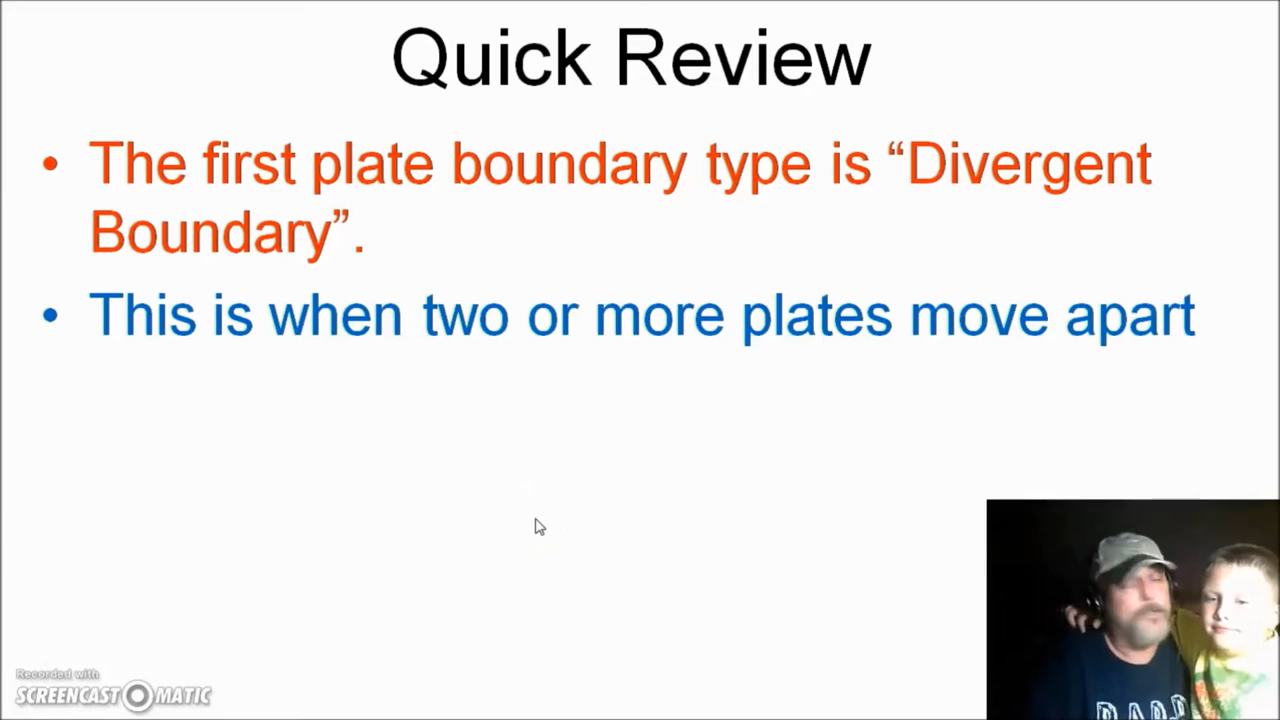 Quick Review
• The first plate boundary type is “Divergent
Boundary”.
• This is when two or more plates move apart
Recorded with
SCREENCAST MATIC